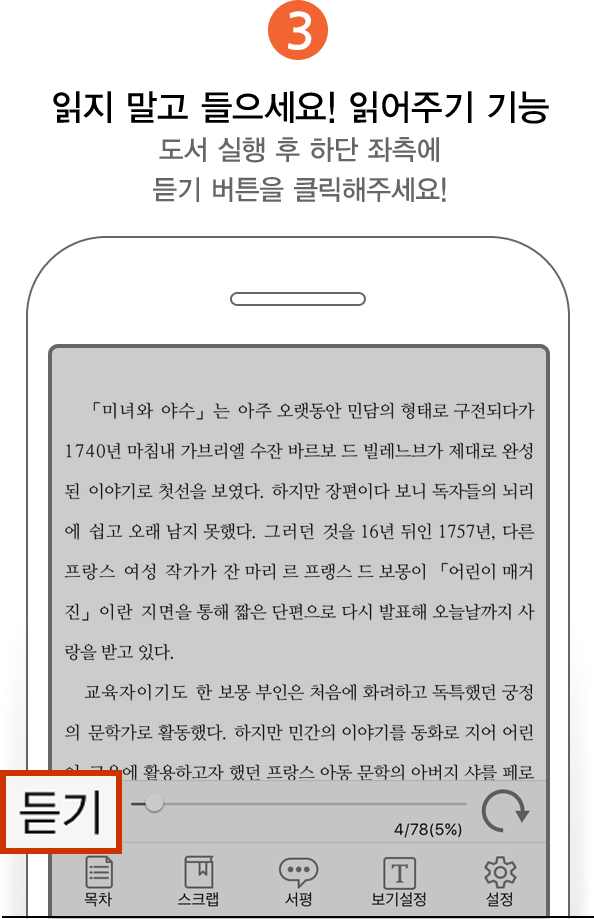 3
읽지 말고 들으세요! 읽어주기 기능
도서 실행 후 하단 좌측에
듣기 버튼을 클릭해주세요!
「미녀와 야수」는 아주 오랫동안 민담의 형태로 구전되다가
1740년 마침내 가브리엘 수잔 바르보 드 빌레느브가 제대로 완성
된 이야기로 첫선을 보였다. 하지만 장편이다 보니 독자들의 뇌리
에 쉽고 오래 남지 못했다. 그러던 것을 16년 뒤인 1757년, 다른
프랑스 여성 작가가 잔 마리 르 프랭스 드 보몽이 「어린이 매거
진」이란 지면을 통해 짧은 단편으로 다시 발표해 오늘날까지 사
랑을 받고 있다.
교육자이기도 한 보몽 부인은 처음에 화려하고 독특했던 궁정
의 문학가로 활동했다. 하지만 민간의 이야기를 동화로 지어 어린
이 교육에 활용하고자 했던 프랑스 아동 문학의 아버지 샤를 페로
듣기
4/78(5%)
목차 스크랩 서평 보기설정 설정